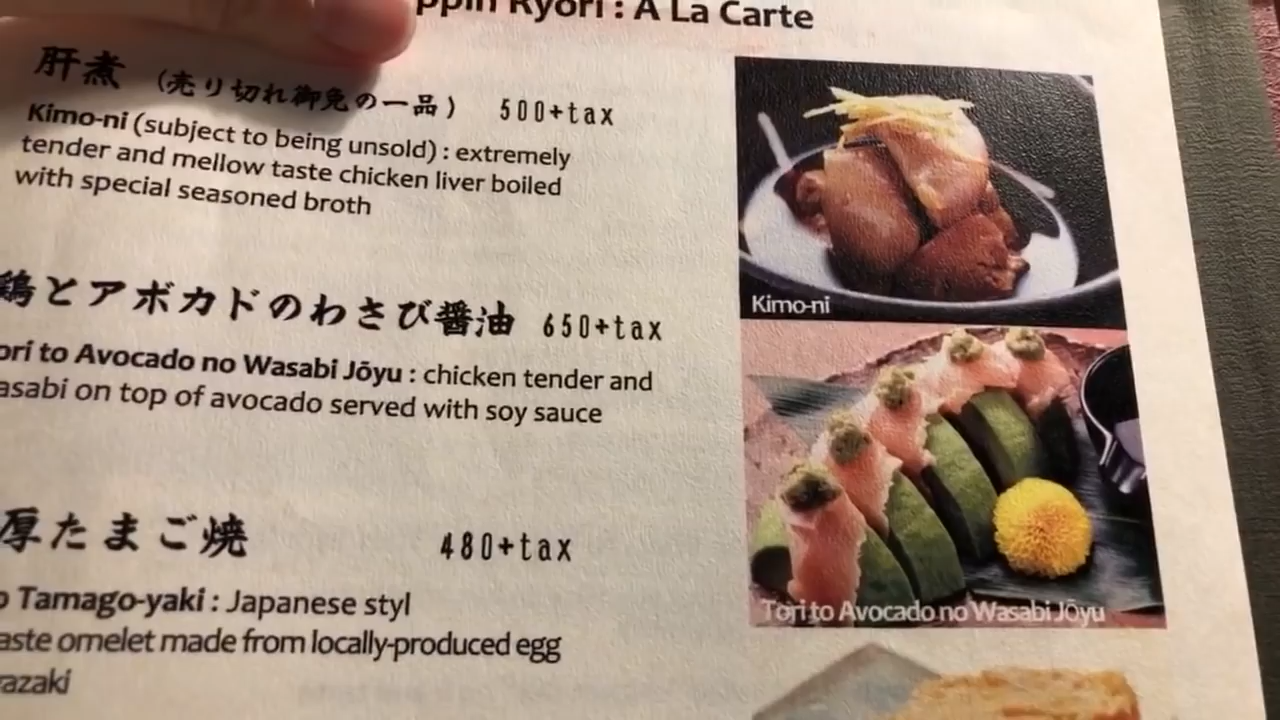 Ryori : A La Carte
肝煮 (売り切れ御免の一品) 500+tax
Kimo-ni (subject to being unsold) : extremely
tender and mellow taste chicken liver boiled
with special seasoned broth
Kimo-ni
鶏とアボカドのわさび醤油 650+tax
ori to Avocado no Wasabi Jōyu : chicken tender and
asabi on top of avocado served with soy sauce
Tori to Avocado no Wasabi Jōyu
厚たまご焼 480+tax
o Tamago-yaki : Japanese styl
aste omelet made from locally-produced egg
razaki